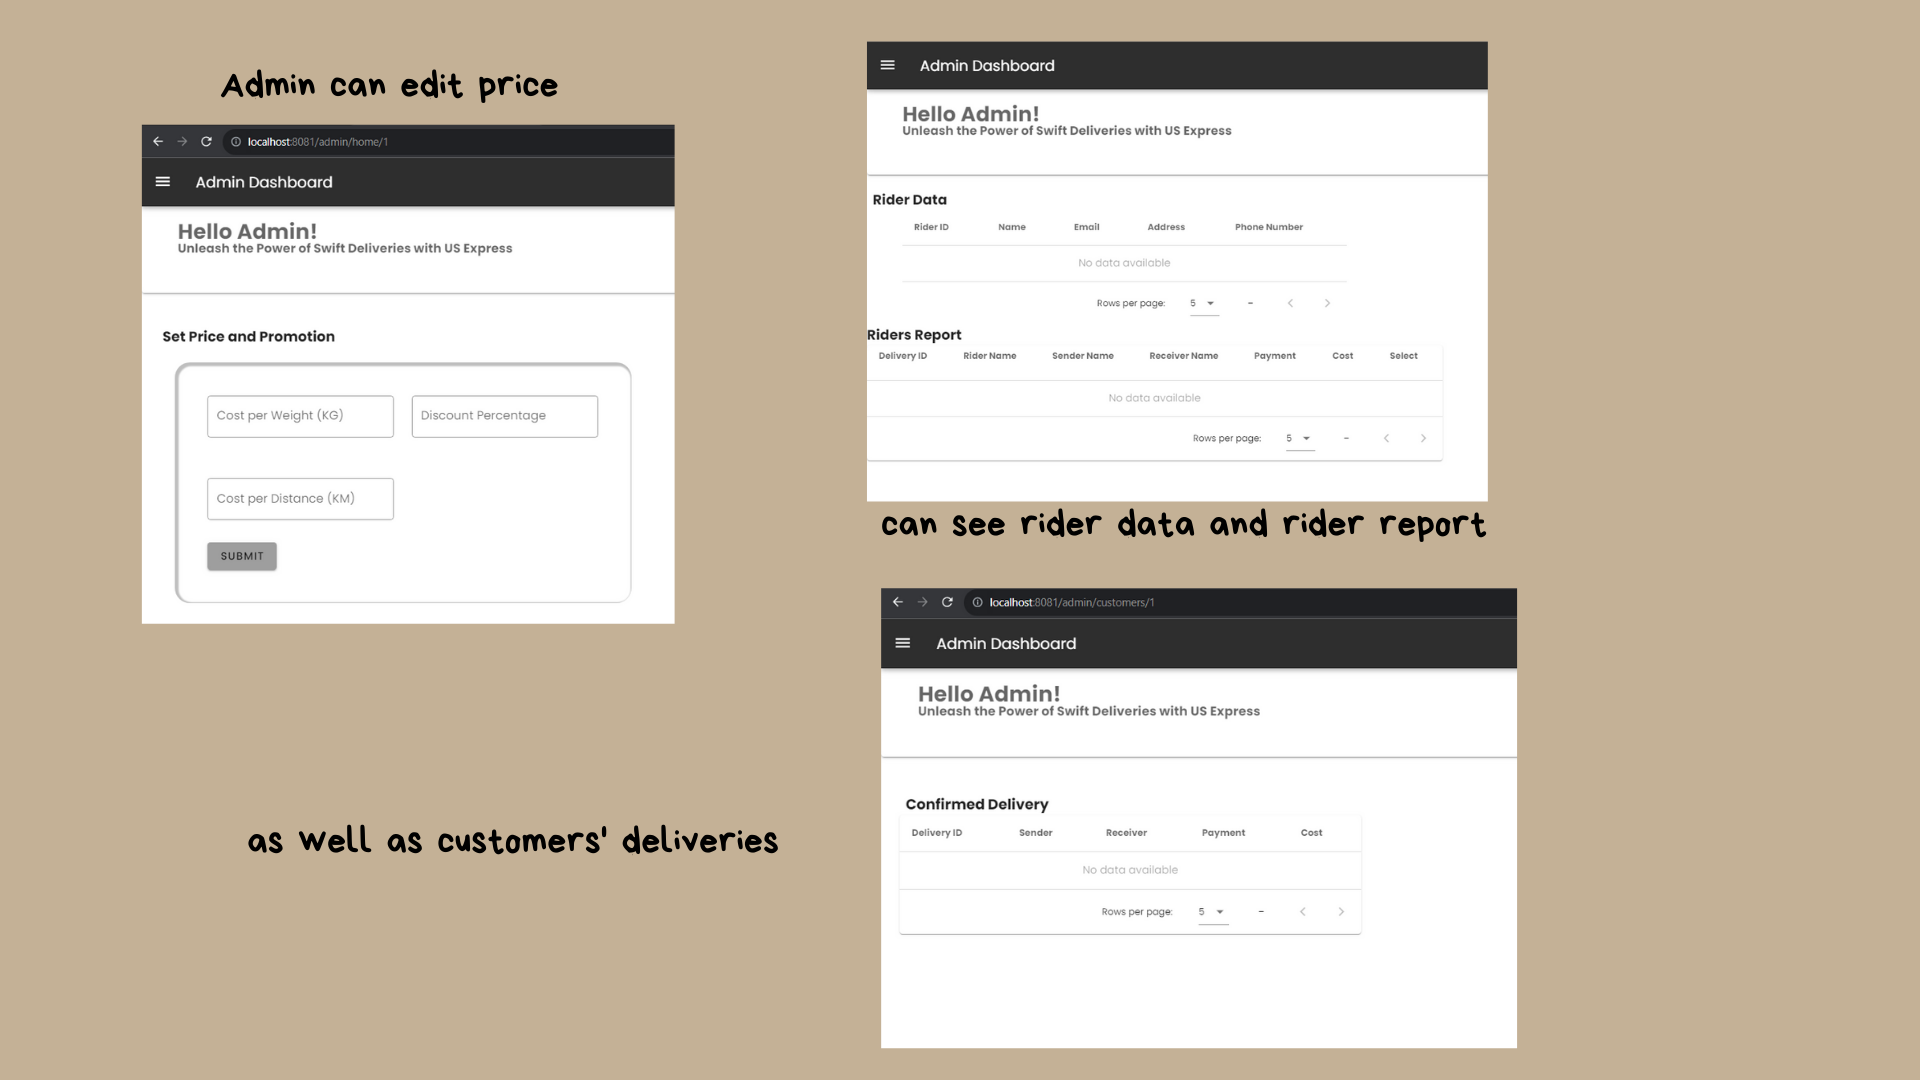 Admin can edit price
localhost:8081/admin/home/1
Admin Dashboard
Hello Admin!
Unleash the Power of Swift Deliveries with US Express
Set Price and Promotion
Cost per Weight (KG) Discount Percentage
Cost per Distance (KM)
SUBMIT
Admin Dashboard
Hello Admin!
Unleash the Power of Swift Deliveries with US Express
Rider Data
Rider ID Name Email Address Phone Number
No data available
Rows per page: 5 –
Riders Report
Delivery ID Rider Name Sender Name Receiver Name Payment Cost Select
No data available
Rows per page: 5 –
can see rider data and rider report
as well as customers' deliveries
localhost:8081/admin/customers/1
Admin Dashboard
Hello Admin!
Unleash the Power of Swift Deliveries with US Express
Confirmed Delivery
Delivery ID Sender Receiver Payment Cost
No data available
Rows per page: 5 –